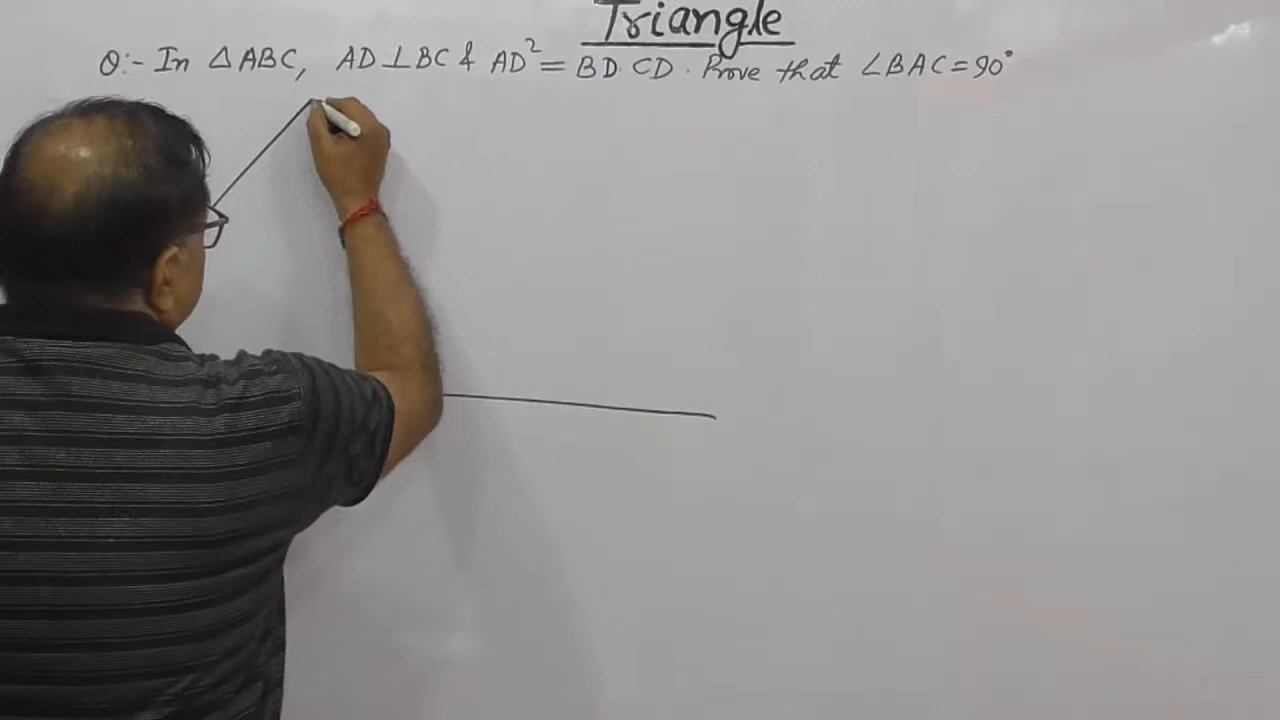 Triangle
Q:- In △ABC, AD⊥BC & AD²= BD.CD. Prove that ∠BAC=90°